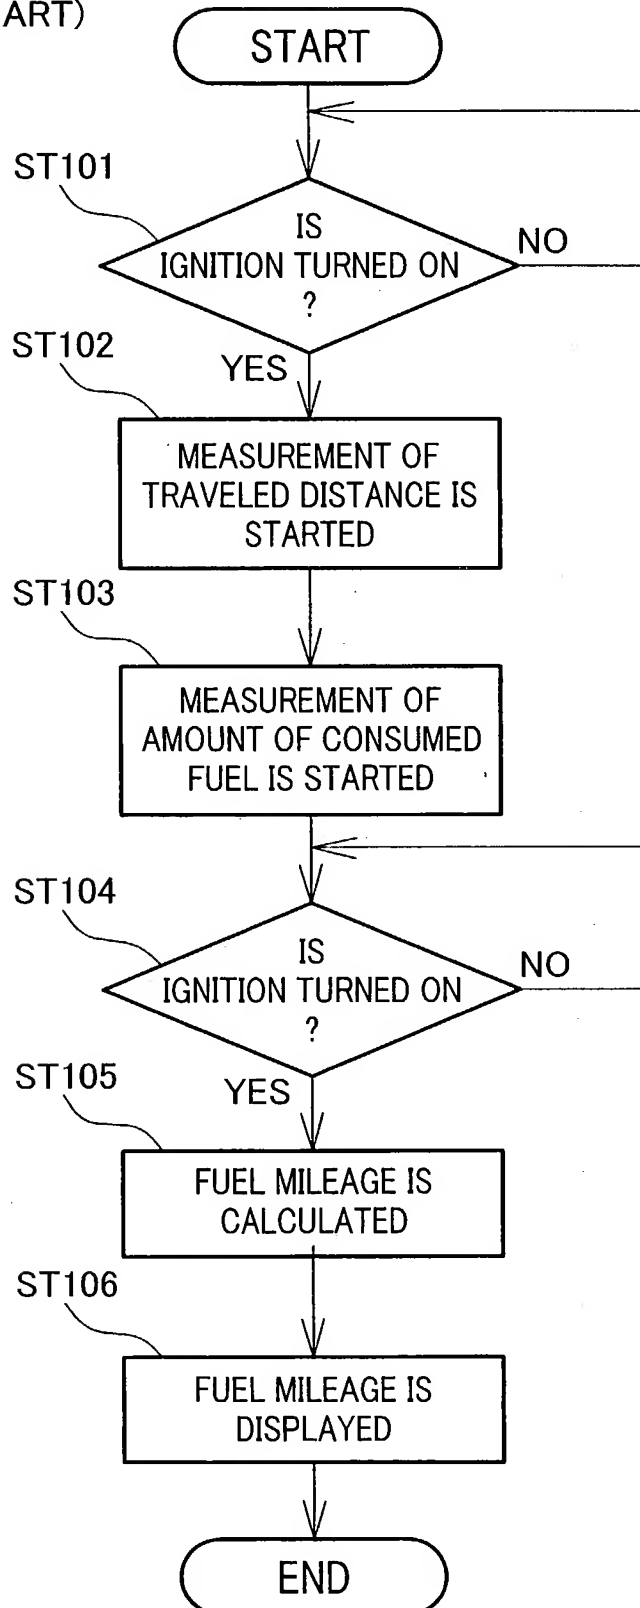 ART)
START
ST101
IS
IGNITION TURNED ON
?
NO
YES
ST102
MEASUREMENT OF
TRAVELED DISTANCE IS
STARTED
ST103
MEASUREMENT OF
AMOUNT OF CONSUMED
FUEL IS STARTED
ST104
IS
IGNITION TURNED ON
?
NO
YES
ST105
FUEL MILEAGE IS
CALCULATED
ST106
FUEL MILEAGE IS
DISPLAYED
END